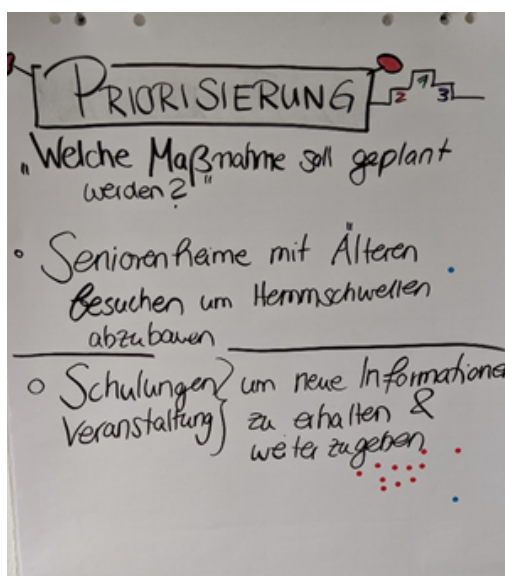 PRIORISIERUNG
2 1 3
„Welche Maßnahme soll geplant
werden?"
• Seniorenheime mit Älteren
Besuchen um Hemmschwellen
abzubauen
○ Schulungen } um neue Informationen
Veranstaltung } zu erhalten &
weiterzugeben